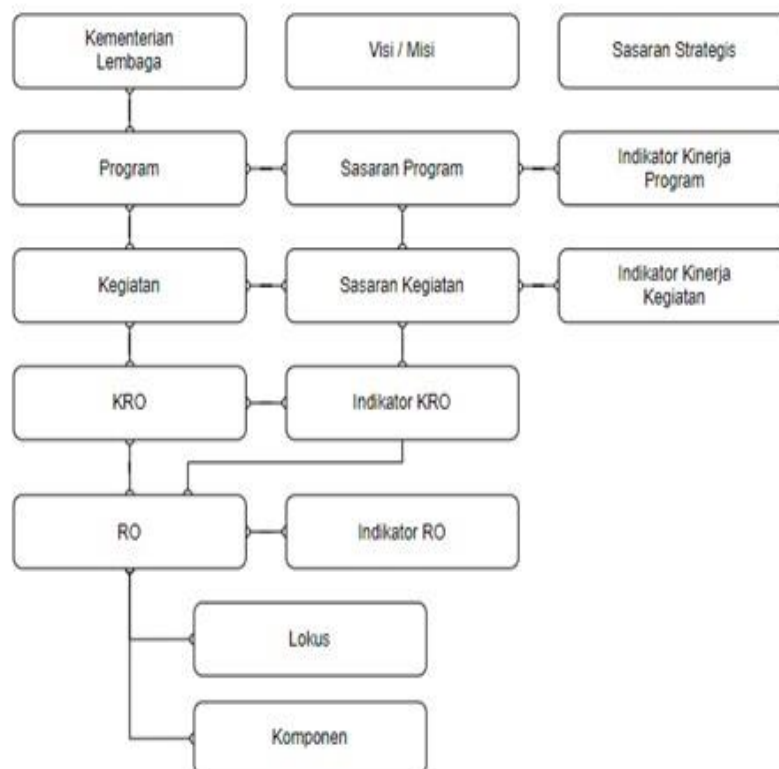 Kementerian
Lembaga
Visi / Misi
Sasaran Strategis
Program
Sasaran Program
Indikator Kinerja
Program
Kegiatan
Sasaran Kegiatan
Indikator Kinerja
Kegiatan
KRO
Indikator KRO
RO
Indikator RO
Lokus
Komponen